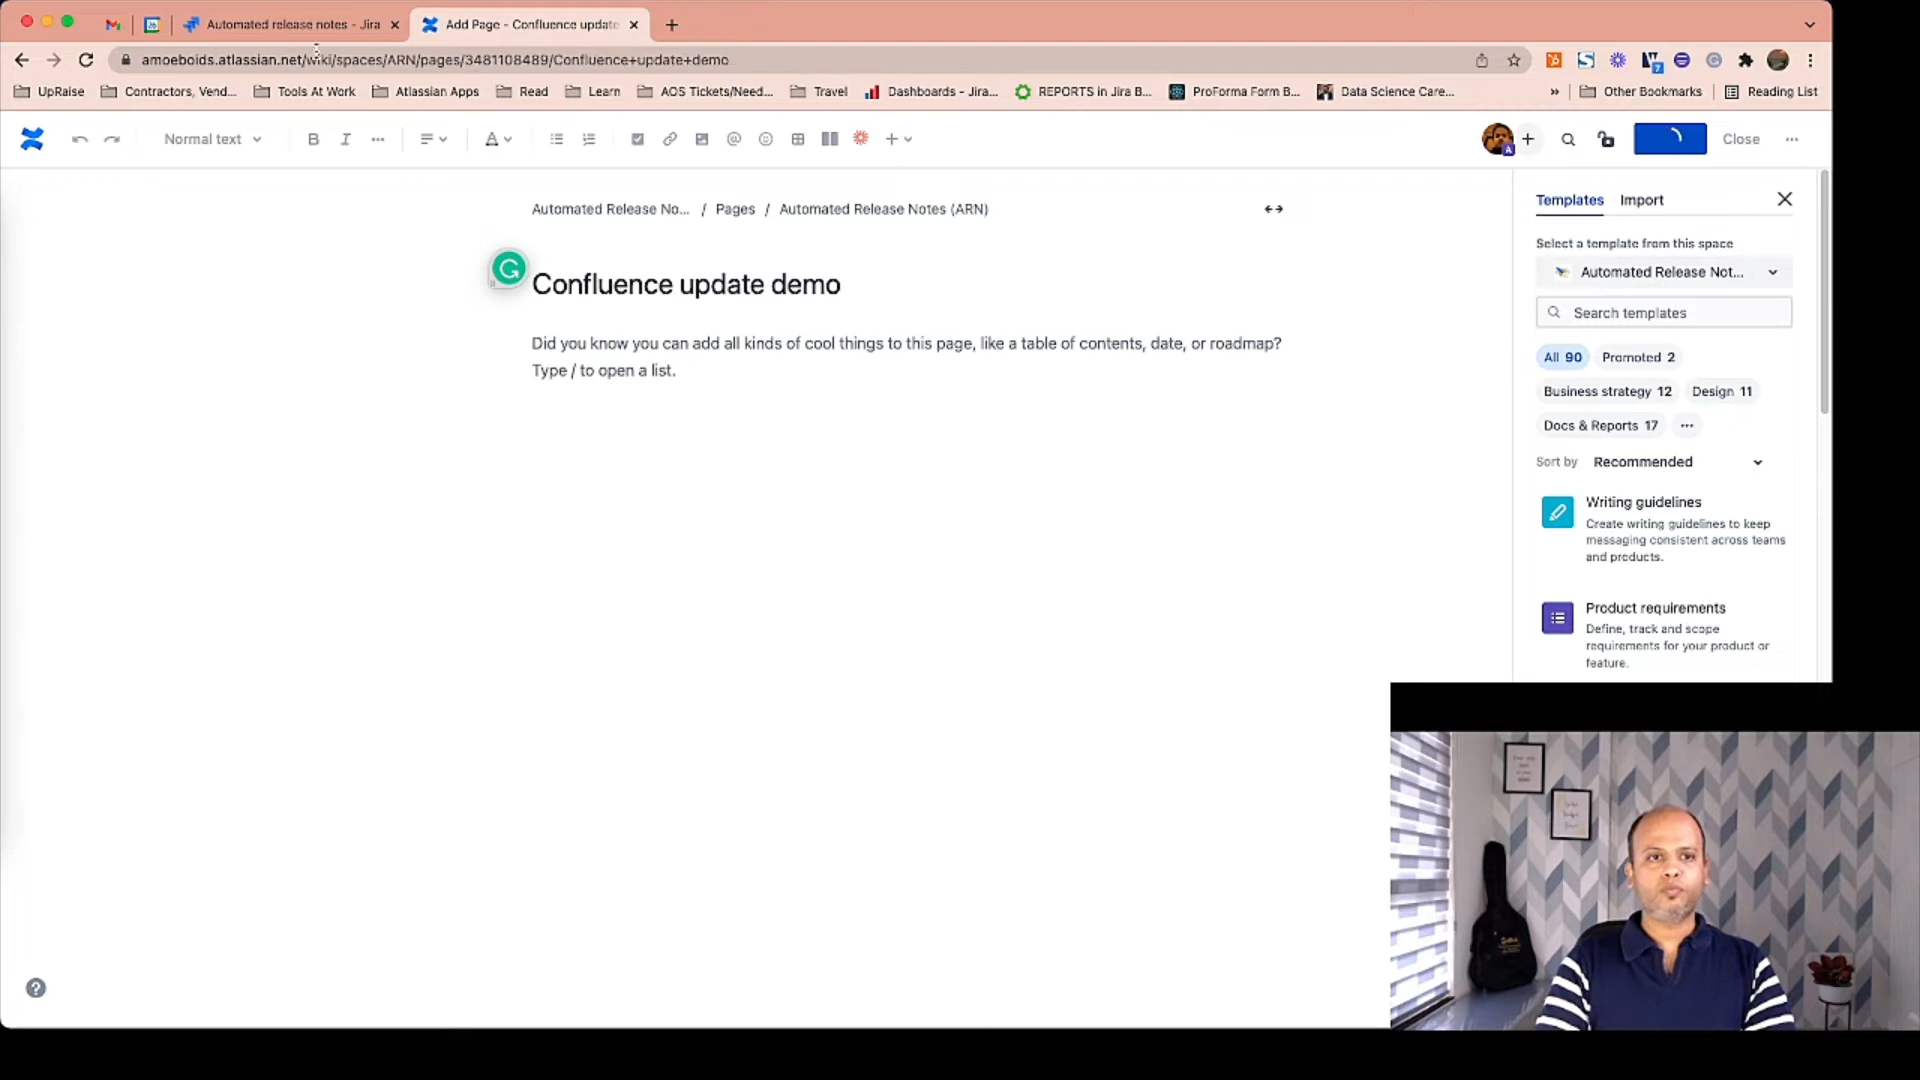 Automated release notes - Jira
Add Page - Confluence update
amoeboids.atlassian.net/wiki/spaces/ARN/pages/3481108489/Confluence+update+demo
UpRaise
Contractors, Vend...
Tools At Work
Atlassian Apps
Read
Learn
AOS Tickets/Need...
Travel
Dashboards - Jira...
REPORTS in Jira B...
ProForma Form B...
Data Science Care...
»
Other Bookmarks
Reading List
Normal text
B
I
A
Close
Automated Release No... / Pages / Automated Release Notes (ARN)
Confluence update demo
Did you know you can add all kinds of cool things to this page, like a table of contents, date, or roadmap?
Type / to open a list.
Templates
Import
Select a template from this space
Automated Release Not...
Search templates
All 90
Promoted 2
Business strategy 12
Design 11
Docs & Reports 17
Sort by
Recommended
Writing guidelines
Create writing guidelines to keep
messaging consistent across teams
and products.
Product requirements
Define, track and scope
requirements for your product or
feature.